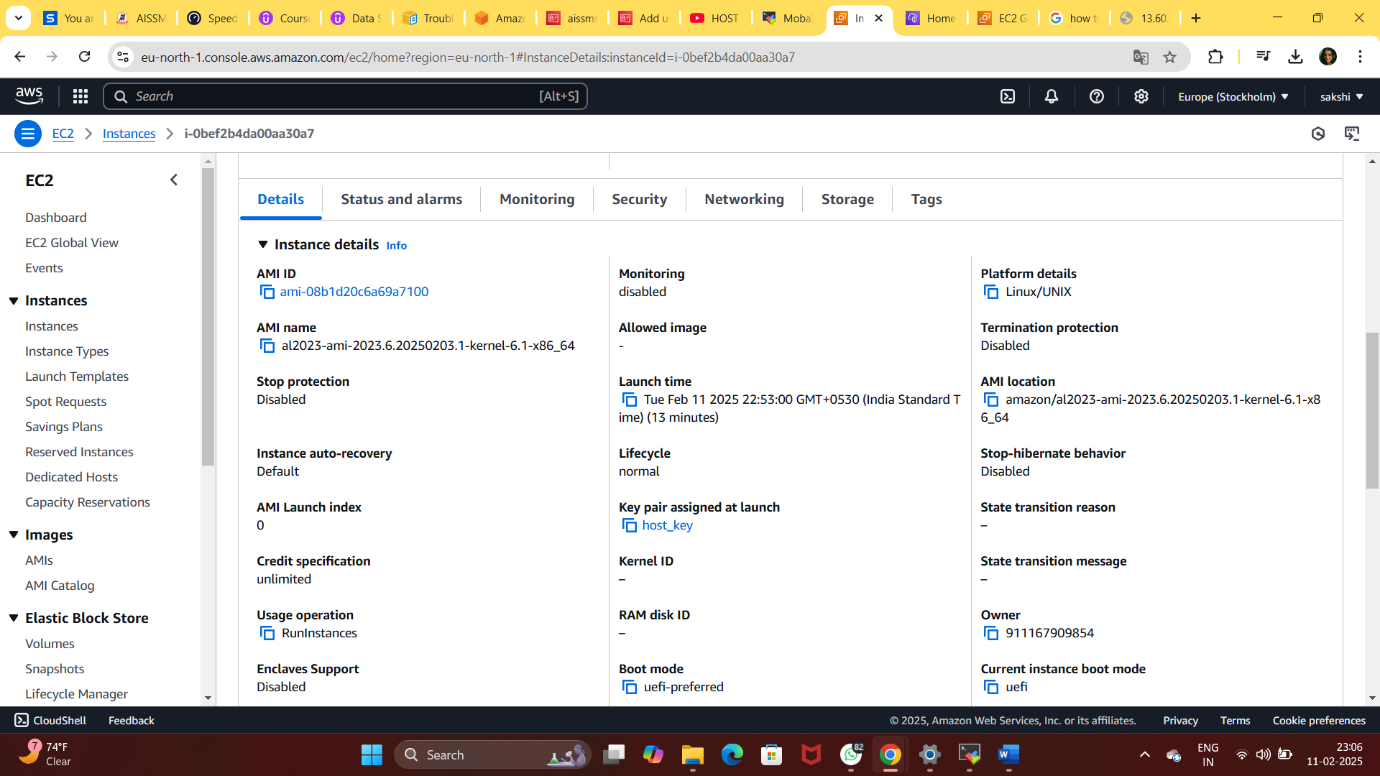 You ar
AISSM
Speed
Cours
Data S
Troubl
Amaz
aissm
Add u
HOST
Moba
In
Home
EC2 G
how t
13.60.
eu-north-1.console.aws.amazon.com/ec2/home?region=eu-north-1#InstanceDetails:instanceId=i-0bef2b4da00aa30a7
aws
Search
[Alt+S]
Europe (Stockholm)
sakshi
EC2
Instances
i-0bef2b4da00aa30a7
EC2
Dashboard
EC2 Global View
Events
Instances
Instances
Instance Types
Launch Templates
Spot Requests
Savings Plans
Reserved Instances
Dedicated Hosts
Capacity Reservations
Images
AMIs
AMI Catalog
Elastic Block Store
Volumes
Snapshots
Lifecycle Manager
Details
Status and alarms
Monitoring
Security
Networking
Storage
Tags
Instance details Info
AMI ID
ami-08b1d20c6a69a7100
Monitoring
disabled
Platform details
Linux/UNIX
AMI name
al2023-ami-2023.6.20250203.1-kernel-6.1-x86_64
Allowed image
-
Termination protection
Disabled
Stop protection
Disabled
Launch time
Tue Feb 11 2025 22:53:00 GMT+0530 (India Standard T
ime) (13 minutes)
AMI location
amazon/al2023-ami-2023.6.20250203.1-kernel-6.1-x8
6_64
Instance auto-recovery
Default
Lifecycle
normal
Stop-hibernate behavior
Disabled
AMI Launch index
0
Key pair assigned at launch
host_key
State transition reason
–
Credit specification
unlimited
Kernel ID
–
State transition message
–
Usage operation
RunInstances
RAM disk ID
–
Owner
911167909854
Enclaves Support
Disabled
Boot mode
uefi-preferred
Current instance boot mode
uefi
CloudShell
Feedback
© 2025, Amazon Web Services, Inc. or its affiliates.
Privacy
Terms
Cookie preferences
7
74°F
Clear
Search
82
ENG
IN
23:06
11-02-2025